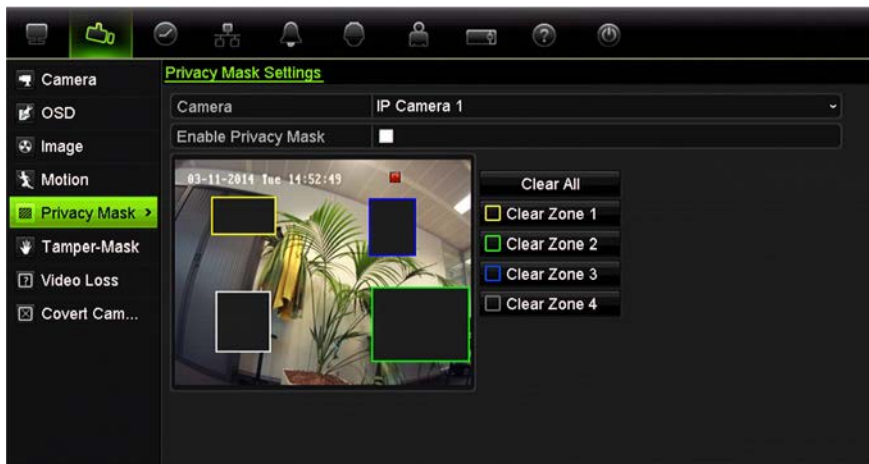 Privacy Mask Settings
Camera
OSD
Image
Motion
Privacy Mask
Tamper-Mask
Video Loss
Covert Cam...
Camera IP Camera 1
Enable Privacy Mask
03-11-2014 Tue 14:52:49
Clear All
Clear Zone 1
Clear Zone 2
Clear Zone 3
Clear Zone 4